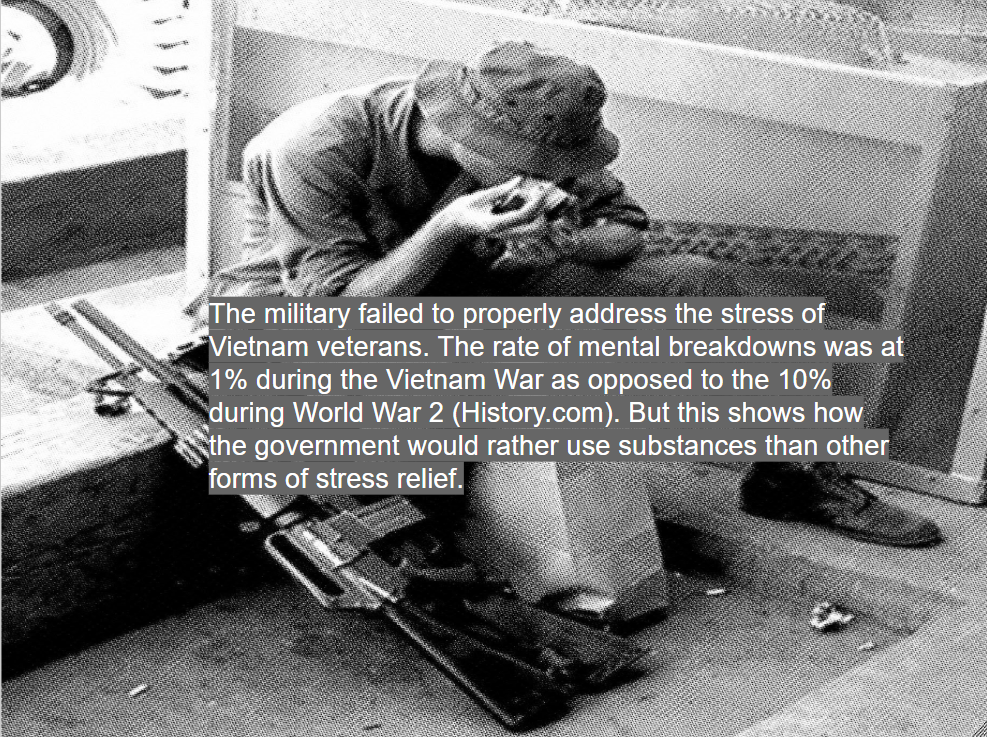 The military failed to properly address the stress of
Vietnam veterans. The rate of mental breakdowns was at
1% during the Vietnam War as opposed to the 10%
during World War 2 (History.com). But this shows how
the government would rather use substances than other
forms of stress relief.